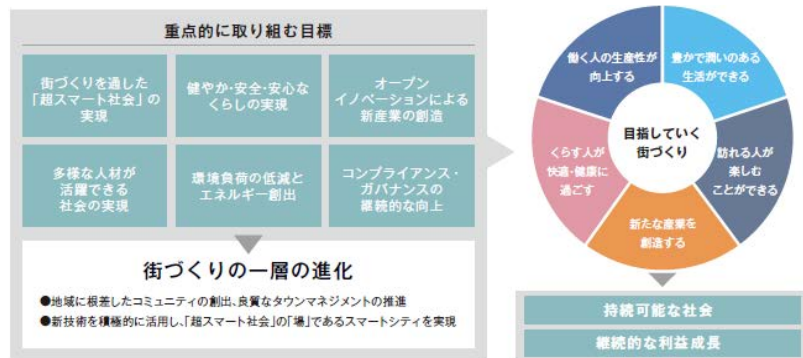 重点的に取り組む目標
街づくりを通した
「超スマート社会」の
実現
健やか・安全・安心な
くらしの実現
オープン
イノベーションによる
新産業の創造
多様な人材が
活躍できる
社会の実現
環境負荷の低減と
エネルギー創出
コンプライアンス・
ガバナンスの
継続的な向上
街づくりの一層の進化
●地域に根差したコミュニティの創出、良質なタウンマネジメントの推進
●新技術を積極的に活用し、「超スマート社会」の「場」であるスマートシティを実現
働く人の生産性が
向上する
豊かで潤いのある
生活ができる
訪れる人が
楽しむ
ことができる
新たな産業を
創造する
くらす人が
快適・健康に
過ごす
目指していく
街づくり
持続可能な社会
継続的な利益成長